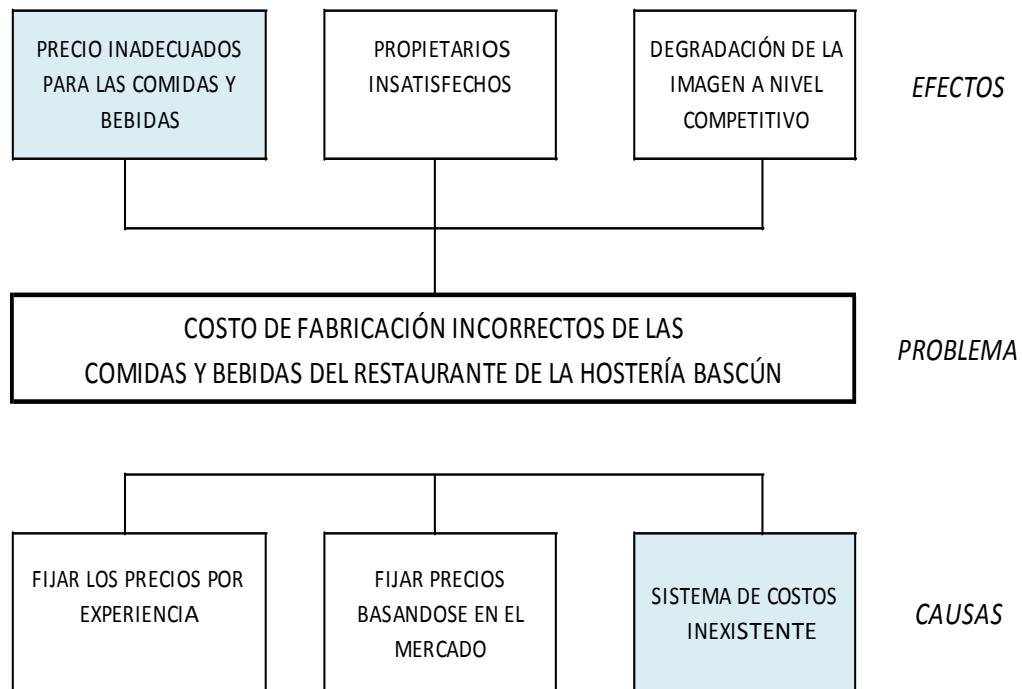 PRECIO INADECUADOS
PARA LAS COMIDAS Y
BEBIDAS
PROPIETARIOS
INSATISFECHOS
DEGRADACIÓN DE LA
IMAGEN A NIVEL
COMPETITIVO
EFECTOS
COSTO DE FABRICACIÓN INCORRECTOS DE LAS
COMIDAS Y BEBIDAS DEL RESTAURANTE DE LA HOSTERÍA BASCÚN
PROBLEMA
FIJAR LOS PRECIOS POR
EXPERIENCIA
FIJAR PRECIOS
BASANDOSE EN EL
MERCADO
SISTEMA DE COSTOS
INEXISTENTE
CAUSAS